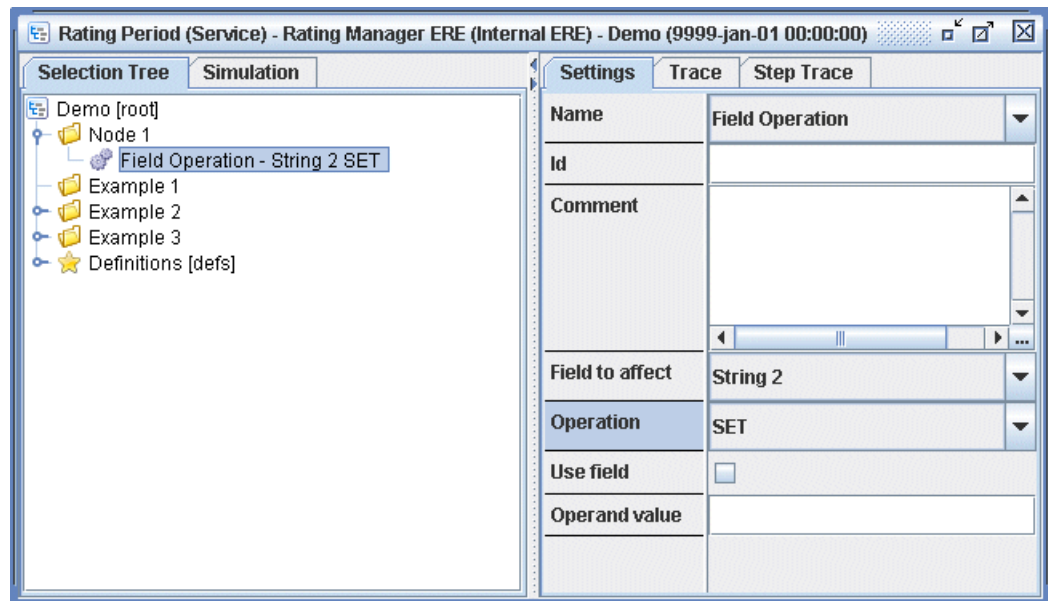 Rating Period (Service) - Rating Manager ERE (Internal ERE) - Demo (9999-jan-01 00:00:00)
Selection Tree Simulation
Demo [root]
Node 1
Field Operation - String 2 SET
Example 1
Example 2
Example 3
Definitions [defs]
Settings Trace Step Trace
Name Field Operation
Id
Comment
...
Field to affect String 2
Operation SET
Use field
Operand value